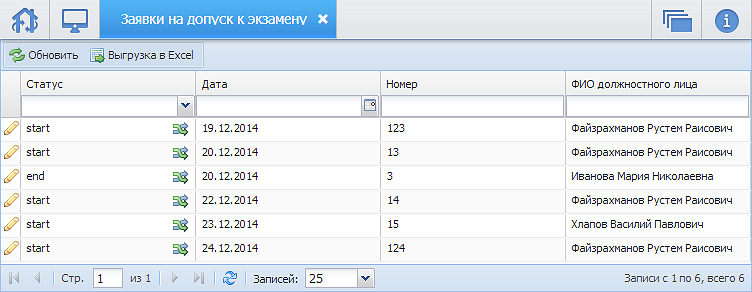 Заявки на допуск к экзамену
Обновить Выгрузка в Excel
Статус Дата Номер ФИО должностного лица
start 19.12.2014 123 Файзрахманов Рустем Раисович
start 20.12.2014 13 Файзрахманов Рустем Раисович
end 20.12.2014 3 Иванова Мария Николаевна
start 22.12.2014 14 Файзрахманов Рустем Раисович
start 23.12.2014 15 Хлапов Василий Павлович
start 24.12.2014 124 Файзрахманов Рустем Раисович
Стр. 1 из 1 Записей: 25 Записи с 1 по 6, всего 6